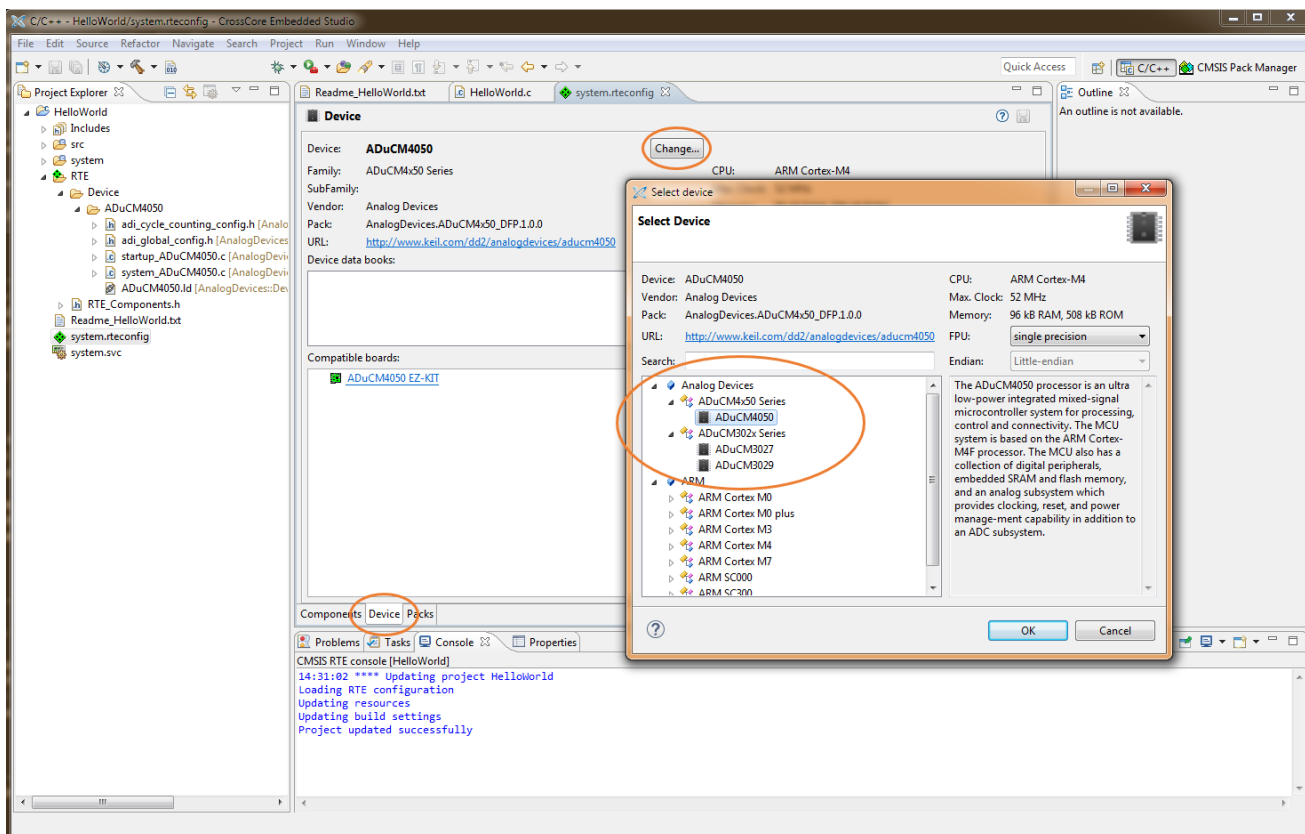 C/C++ - HelloWorld/system.rteconfig - CrossCore Embedded Studio
File Edit Source Refactor Navigate Search Project Run Window Help
Quick Access
C/C++
CMSIS Pack Manager
Project Explorer
HelloWorld
Includes
src
system
RTE
Device
ADuCM4050
adi_cycle_counting_config.h [Analo
adi_global_config.h [AnalogDevices
startup_ADuCM4050.c [AnalogDevi
system_ADuCM4050.c [AnalogDevi
ADuCM4050.ld [AnalogDevices::Dev
RTE_Components.h
Readme_HelloWorld.txt
system.rteconfig
system.svc
Readme_HelloWorld.txt
HelloWorld.c
system.rteconfig
Device
Device: ADuCM4050
Change...
Family: ADuCM4x50 Series
CPU: ARM Cortex-M4
SubFamily:
Vendor: Analog Devices
Pack: AnalogDevices.ADuCM4x50_DFP.1.0.0
URL: http://www.keil.com/dd2/analogdevices/aducm4050
Device data books:
Compatible boards:
ADuCM4050 EZ-KIT
Components Device Packs
Outline
An outline is not available.
Select device
Select Device
Device: ADuCM4050
CPU: ARM Cortex-M4
Vendor: Analog Devices
Max. Clock: 52 MHz
Pack: AnalogDevices.ADuCM4x50_DFP.1.0.0
Memory: 96 kB RAM, 508 kB ROM
URL: http://www.keil.com/dd2/analogdevices/aducm4050
FPU: single precision
Search:
Endian: Little-endian
Analog Devices
ADuCM4x50 Series
ADuCM4050
ADuCM302x Series
ADuCM3027
ADuCM3029
ARM
ARM Cortex M0
ARM Cortex M0 plus
ARM Cortex M3
ARM Cortex M4
ARM Cortex M7
ARM SC000
ARM SC300
The ADuCM4050 processor is an ultra
low-power integrated mixed-signal
microcontroller system for processing,
control and connectivity. The MCU
system is based on the ARM Cortex-
M4F processor. The MCU also has a
collection of digital peripherals,
embedded SRAM and flash memory,
and an analog subsystem which
provides clocking, reset, and power
manage-ment capability in addition to
an ADC subsystem.
OK
Cancel
Problems Tasks Console Properties
CMSIS RTE console [HelloWorld]
14:31:02 **** Updating project HelloWorld
Loading RTE configuration
Updating resources
Updating build settings
Project updated successfully